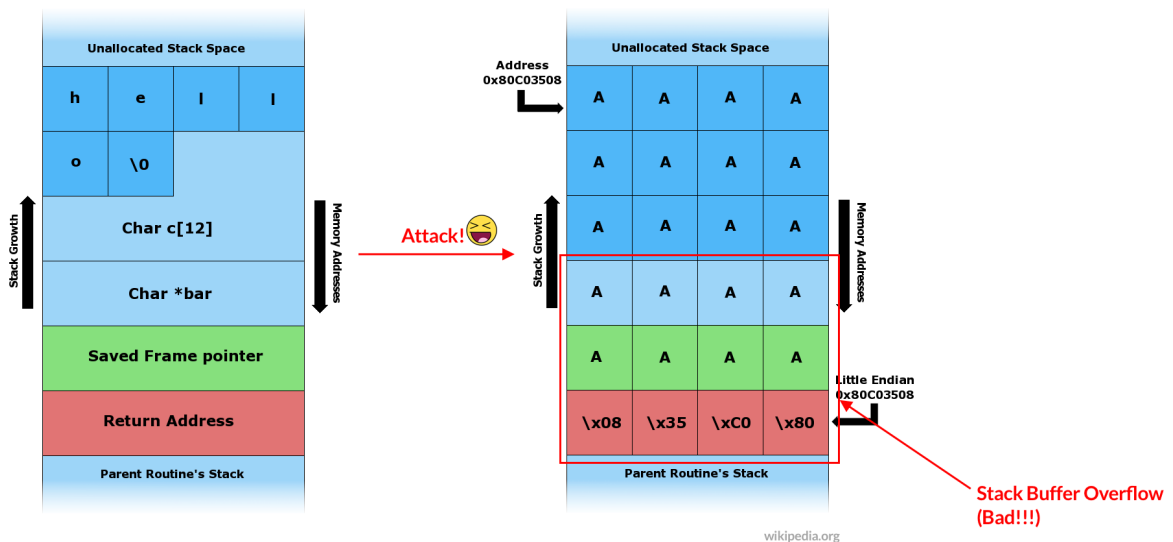 Unallocated Stack Space
h e l l
o \0
Char c[12]
Char *bar
Saved Frame pointer
Return Address
Parent Routine's Stack
Stack Growth
Memory Addresses
Attack!
Unallocated Stack Space
Address
0x80C03508
A A A A
A A A A
A A A A
A A A A
A A A A
\x08 \x35 \xC0 \x80
Parent Routine's Stack
Stack Growth
Memory Addresses
Little Endian
0x80C03508
Stack Buffer Overflow
(Bad!!!)
wikipedia.org